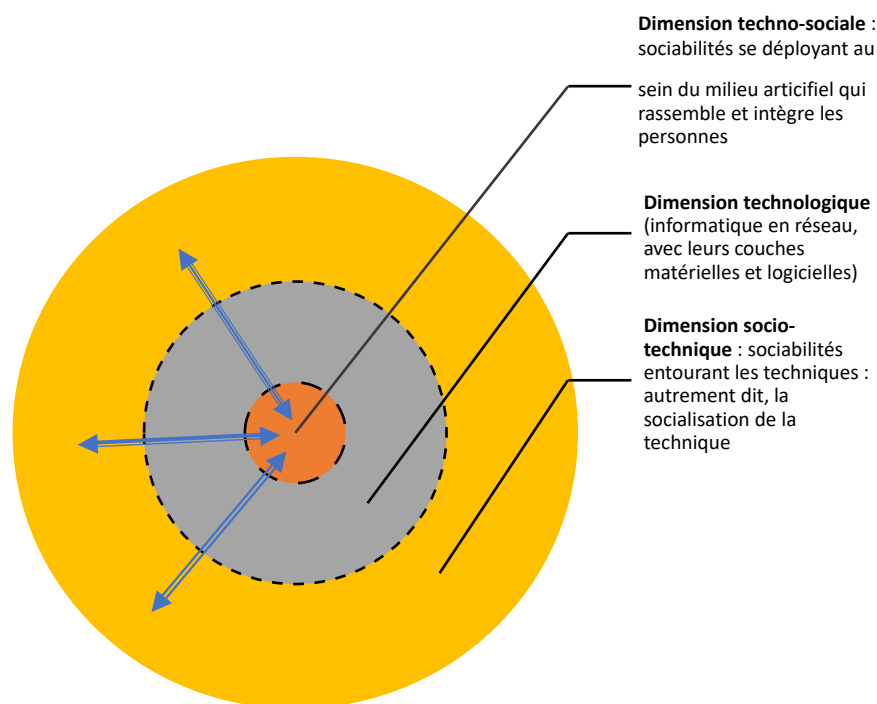 Dimension techno-sociale :
sociabilités se déployant au
sein du milieu articifiel qui
rassemble et intègre les
personnes
Dimension technologique
(informatique en réseau,
avec leurs couches
matérielles et logicielles)
Dimension socio-
technique : sociabilités
entourant les techniques :
autrement dit, la
socialisation de la
technique